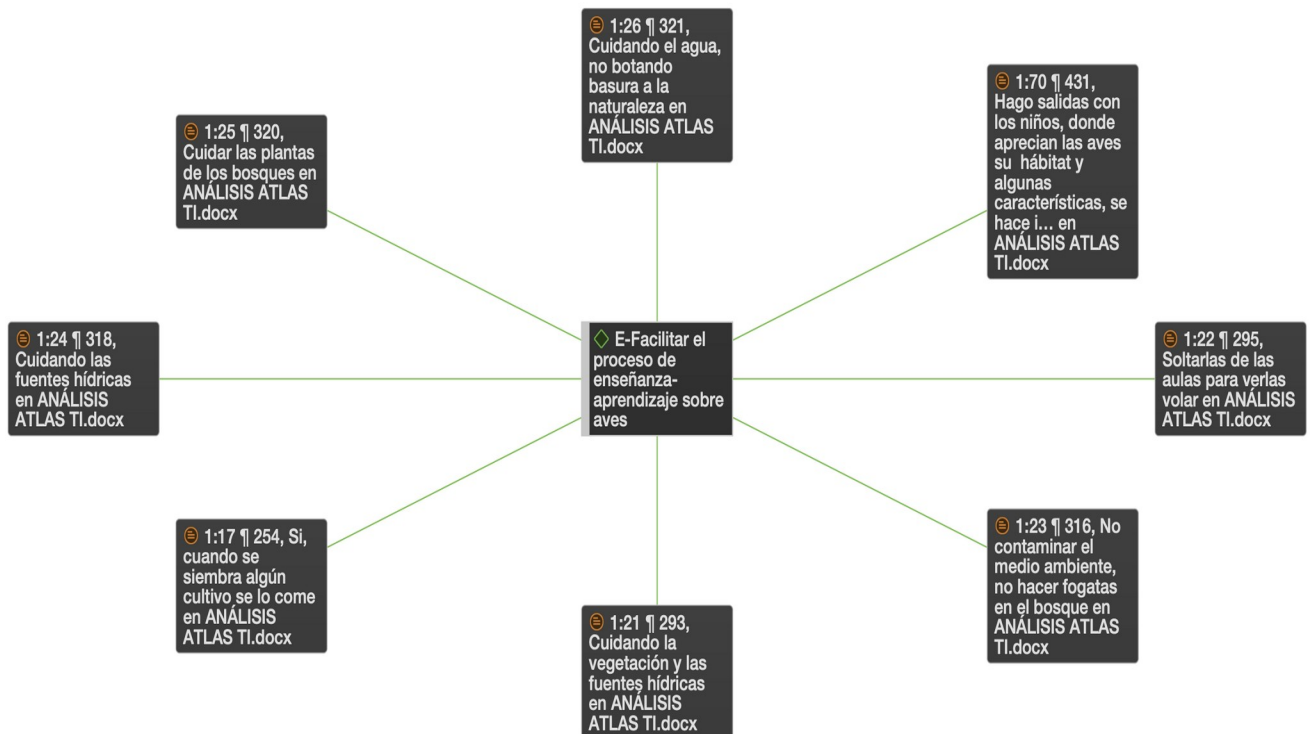 1:26 ¶ 321,
Cuidando el agua,
no botando
basura a la
naturaleza en
ANÁLISIS ATLAS
TI.docx
1:70 ¶ 431,
Hago salidas con
los niños, donde
aprecian las aves
su hábitat y
algunas
características, se
hace i... en
ANÁLISIS ATLAS
TI.docx
1:25 ¶ 320,
Cuidar las plantas
de los bosques en
ANÁLISIS ATLAS
TI.docx
1:24 ¶ 318,
Cuidando las
fuentes hídricas
en ANÁLISIS
ATLAS TI.docx
E-Facilitar el
proceso de
enseñanza-
aprendizaje sobre
aves
1:22 ¶ 295,
Soltarlas de las
aulas para verlas
volar en ANÁLISIS
ATLAS TI.docx
1:17 ¶ 254, Si,
cuando se
siembra algún
cultivo se lo come
en ANÁLISIS
ATLAS TI.docx
1:23 ¶ 316, No
contaminar el
medio ambiente,
no hacer fogatas
en el bosque en
ANÁLISIS ATLAS
TI.docx
1:21 ¶ 293,
Cuidando la
vegetación y las
fuentes hídricas
en ANÁLISIS
ATLAS TI.docx